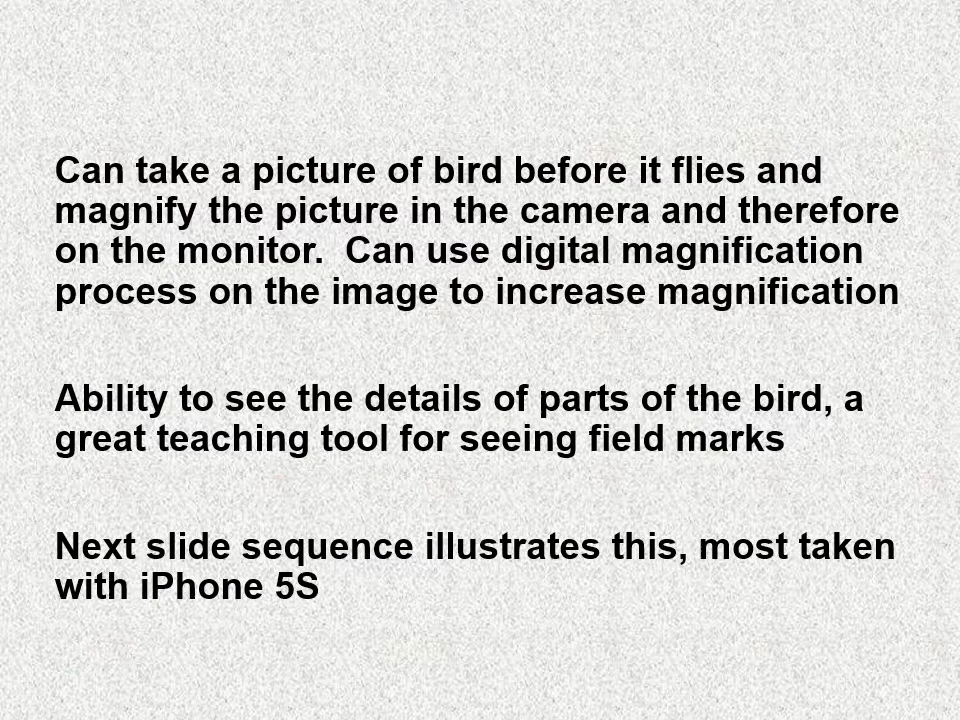 Can take a picture of bird before it flies and
magnify the picture in the camera and therefore
on the monitor.  Can use digital magnification
process on the image to increase magnification
Ability to see the details of parts of the bird, a
great teaching tool for seeing field marks
Next slide sequence illustrates this, most taken
with iPhone 5S